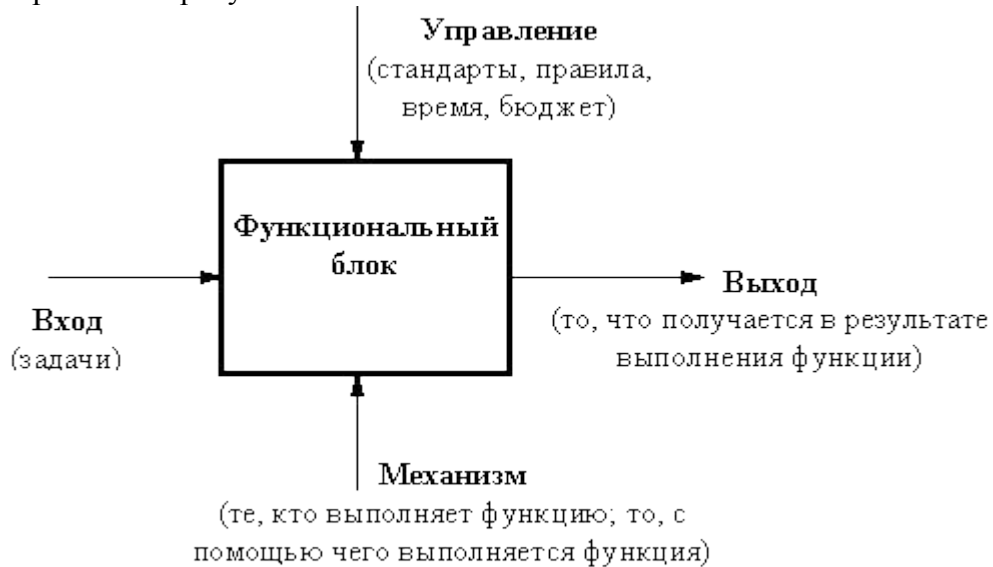 Управление
(стандарты, правила,
время, бюджет)
Функциональный
блок
Вход
(задачи)
Выход
(то, что получается в результате
выполнения функции)
Механизм
(те, кто выполняет функцию; то, с
помощью чего выполняется функция)